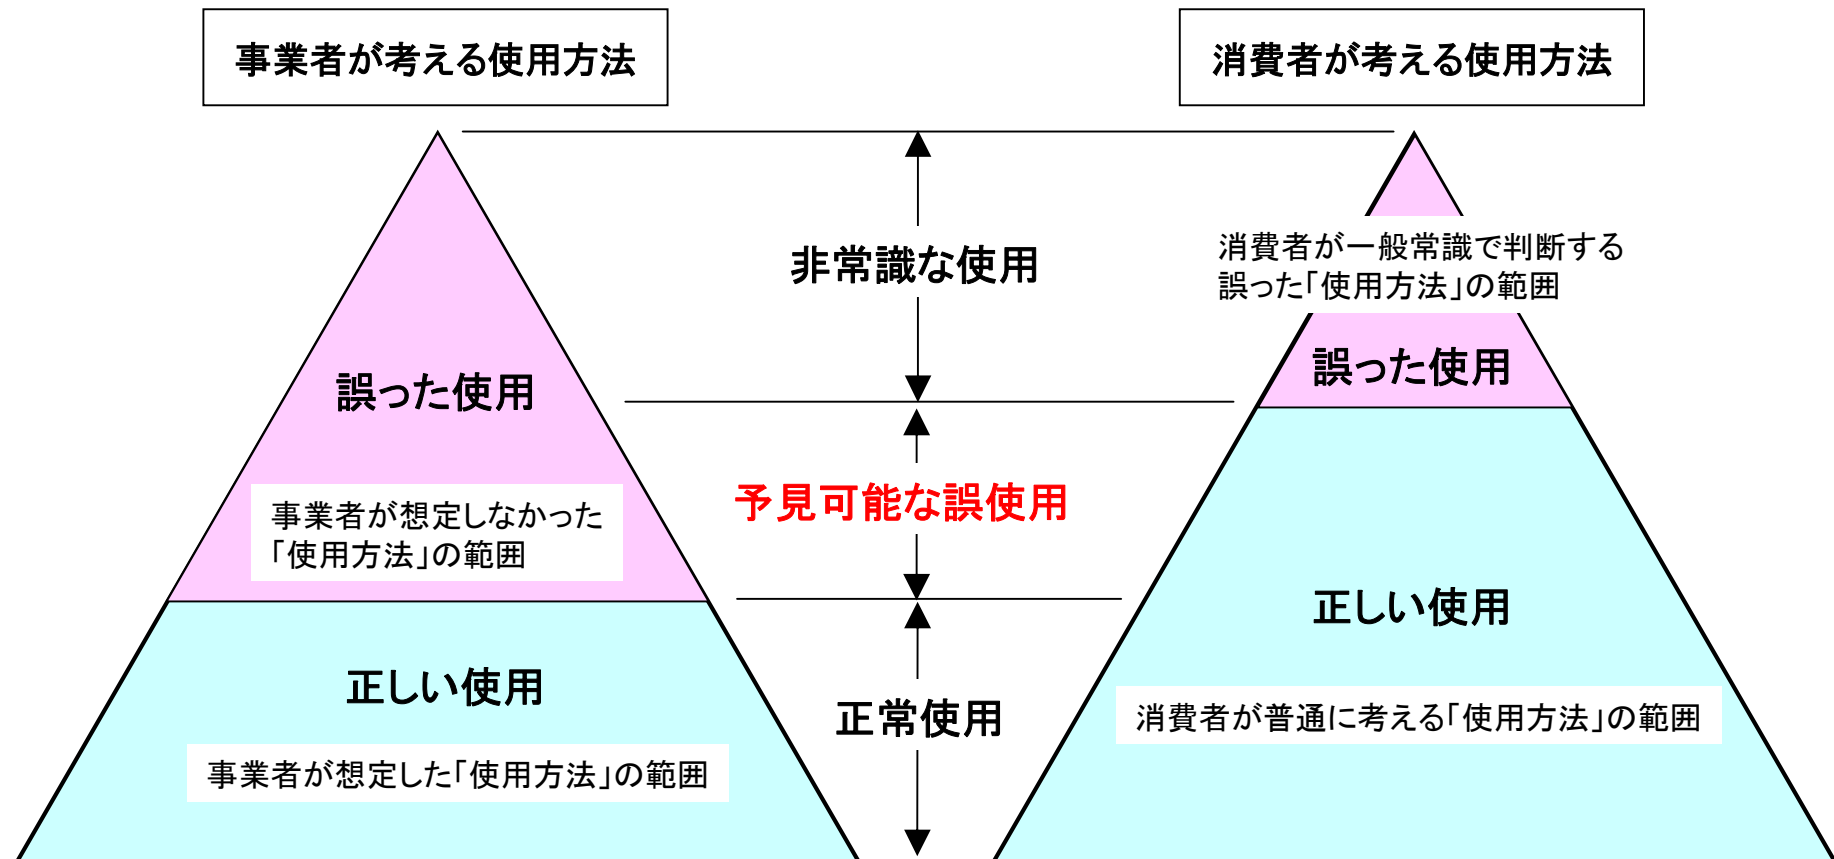 事業者が考える使用方法
消費者が考える使用方法
誤った使用
事業者が想定しなかった
「使用方法」の範囲
正しい使用
事業者が想定した「使用方法」の範囲
非常識な使用
予見可能な誤使用
正常使用
消費者が一般常識で判断する
誤った「使用方法」の範囲
誤った使用
正しい使用
消費者が普通に考える「使用方法」の範囲